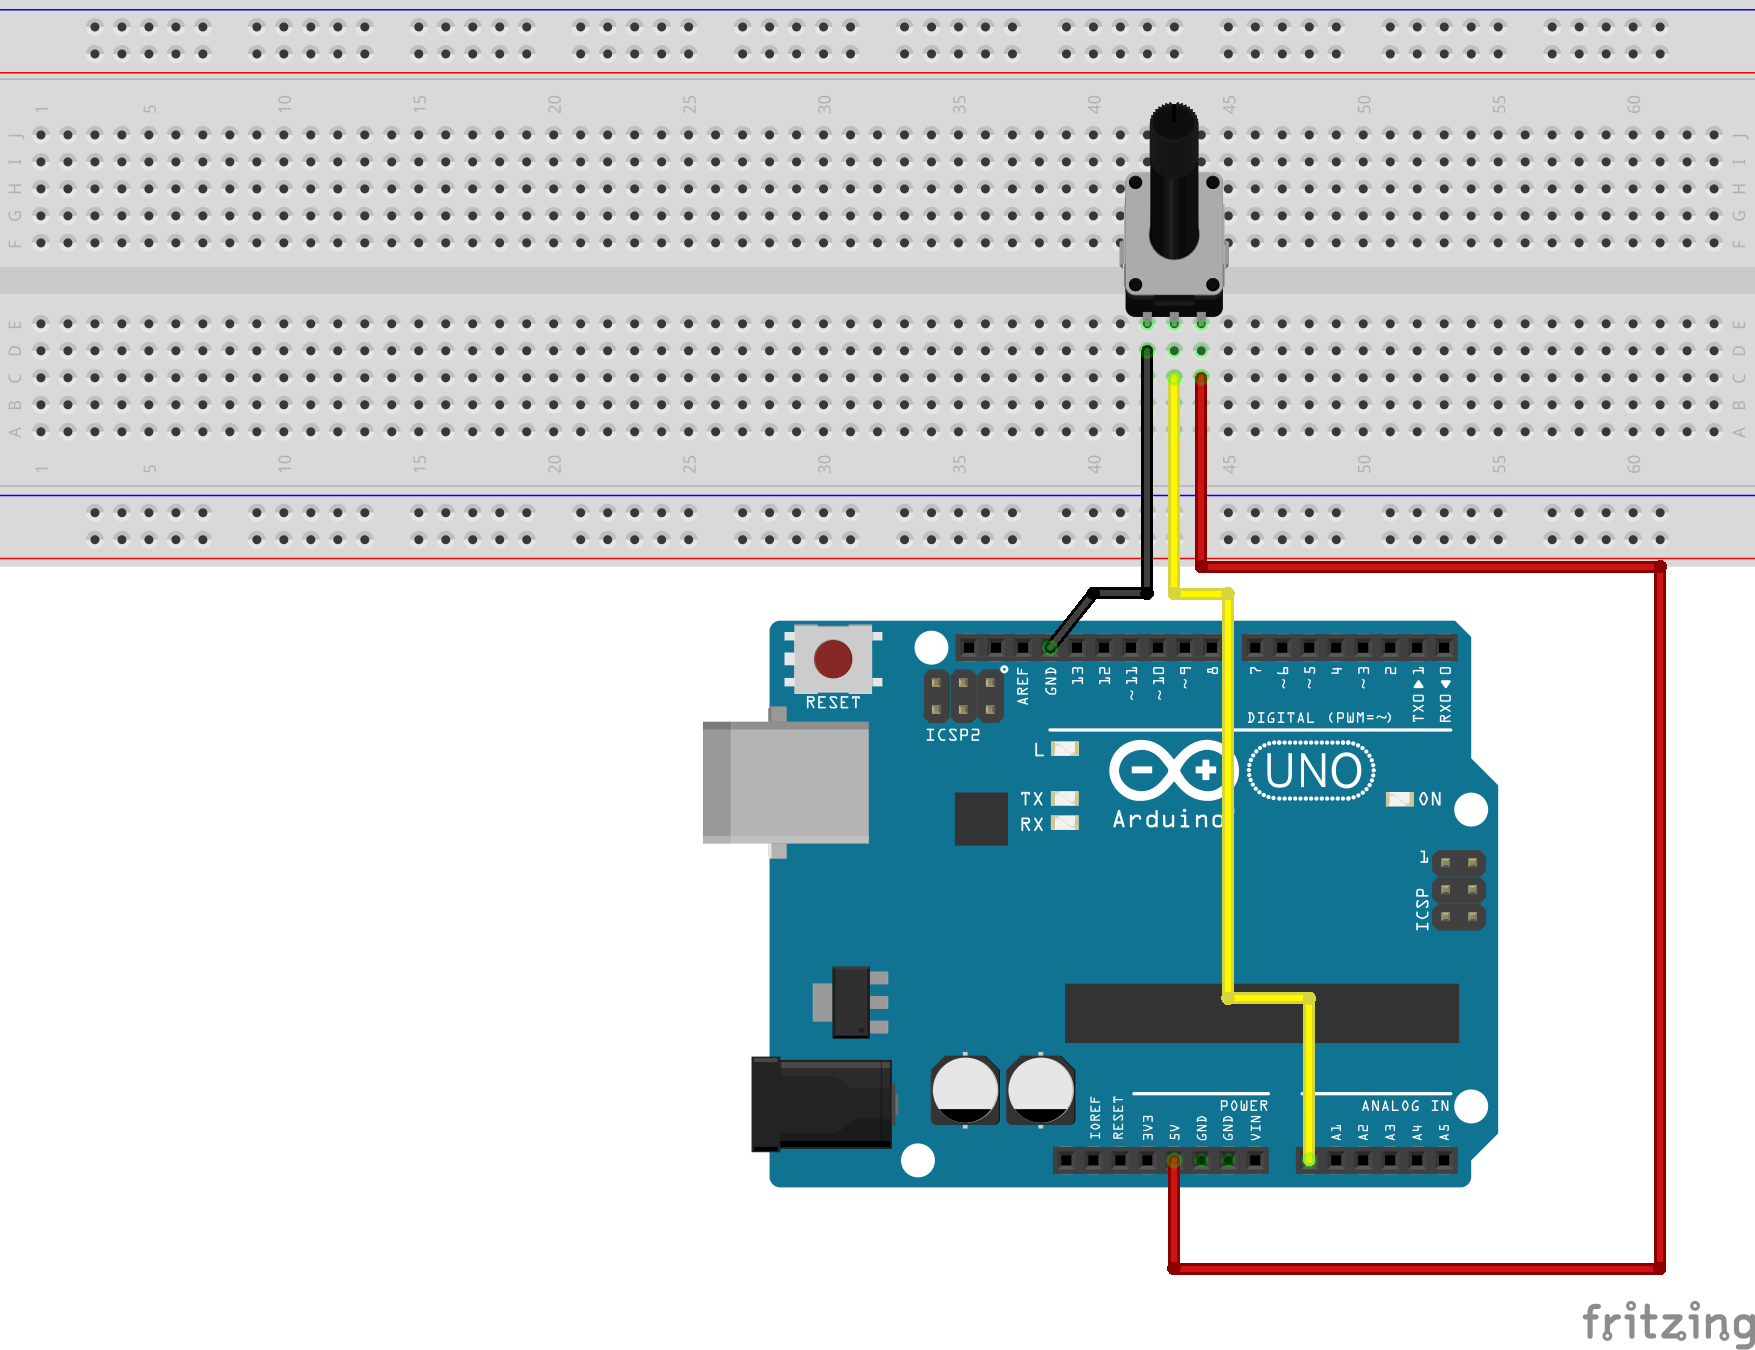 1 5 10 15 20 25 30 35 40 45 50 55 60
J J
I I
H H
G G
F F
E E
D D
C C
B B
A A
1 5 10 15 20 25 30 35 40 45 50 55 60
RESET
ICSP2
AREF
GND
13
12
~11
~10
~9
8
7
~6
~5
4
~3
2
TX0▶1
RX0◀0
DIGITAL (PWM=~)
L
TX
RX
Arduino
UNO
ON
1
ICSP
IOREF
RESET
3V3
5V
GND
GND
VIN
POWER
ANALOG IN
A1
A2
A3
A4
A5
fritzing